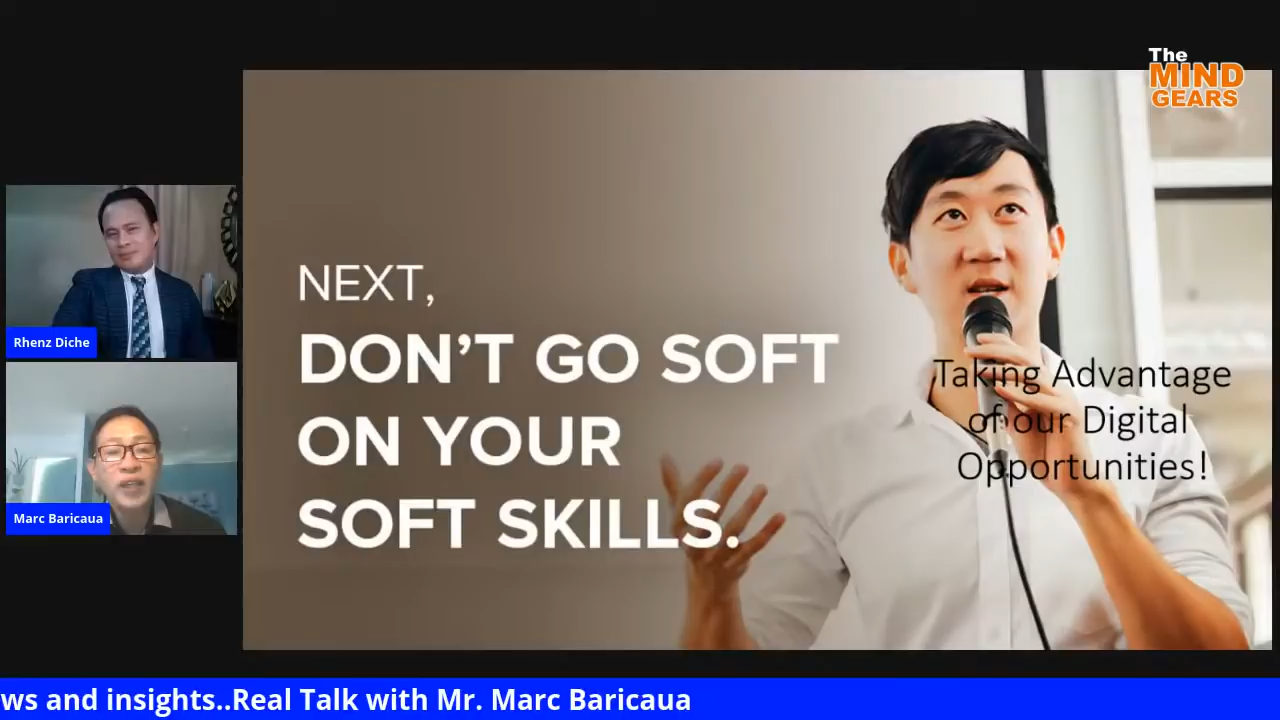 The
MIND
GEARS
NEXT,
DON'T GO SOFT
ON YOUR
SOFT SKILLS.
Taking Advantage
of our Digital
Opportunities!
Rhenz Diche
Marc Baricaua
ws and insights..Real Talk with Mr. Marc Baricaua